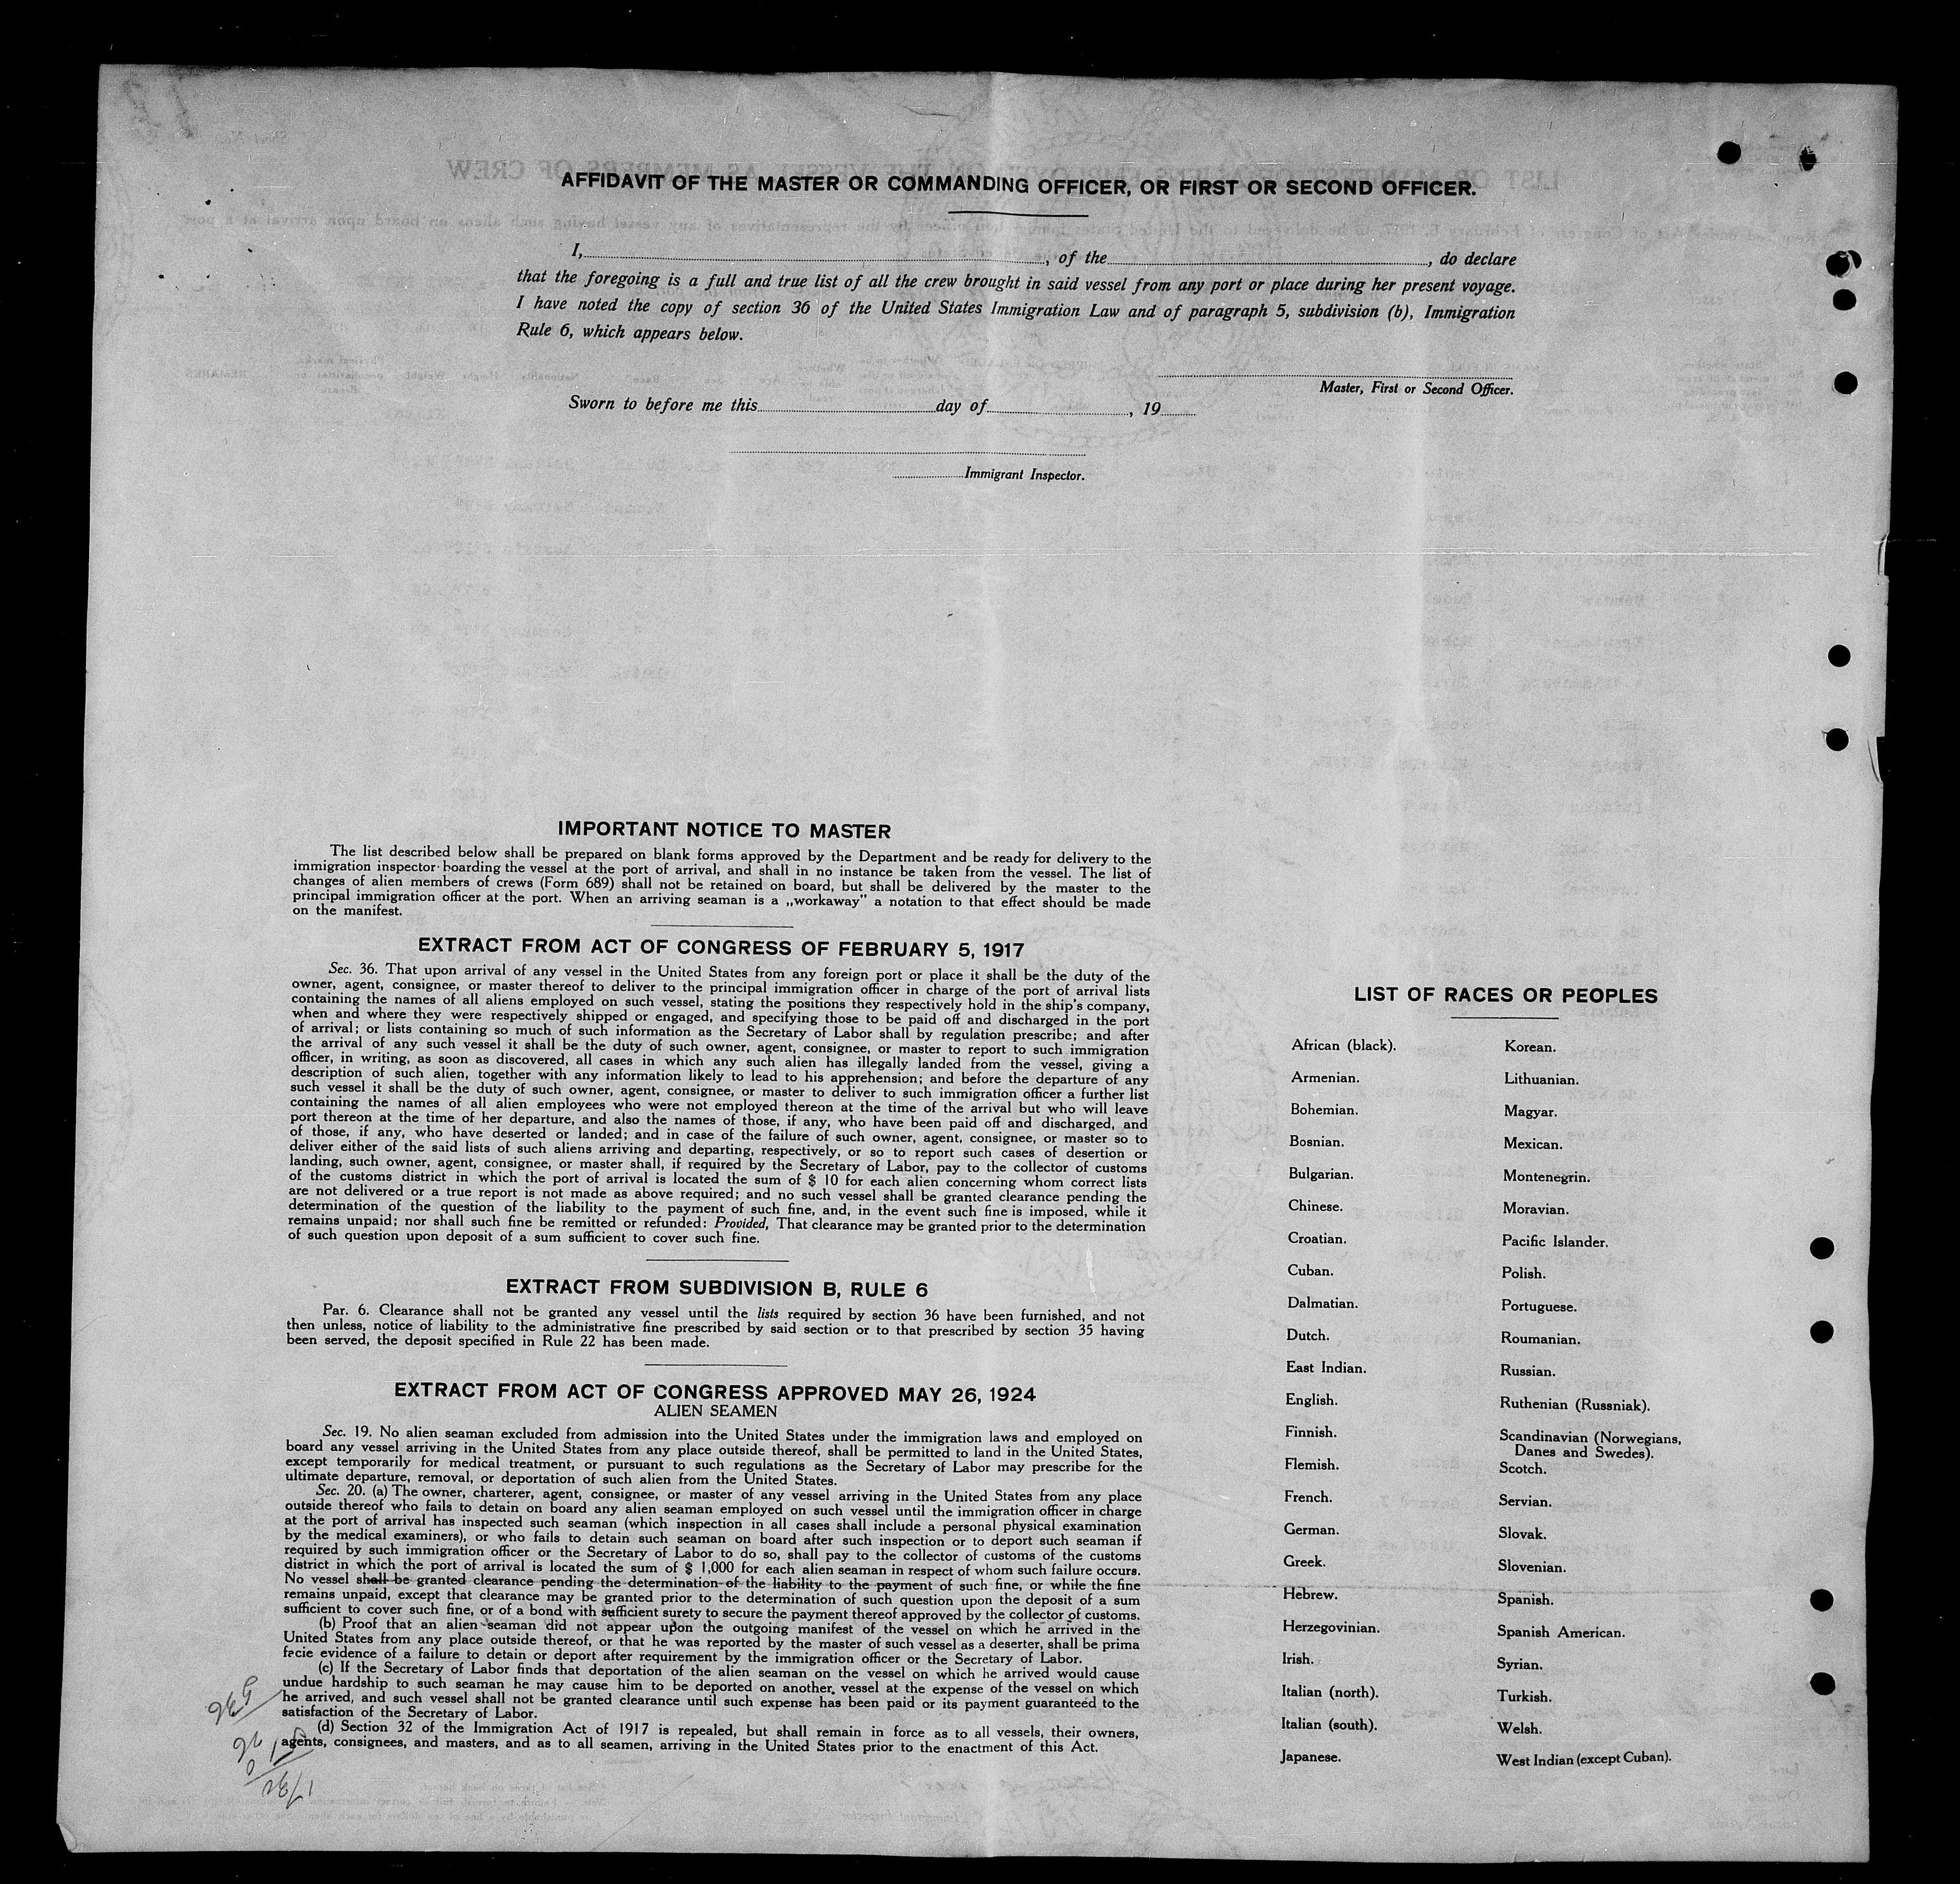 AFFIDAVIT OF THE MASTER OR COMMANDING OFFICER, OR FIRST OR SECOND OFFICER.
I, , of the , do declare
that the foregoing is a full and true list of all the crew brought in said vessel from any port or place during her present voyage.
I have noted the copy of section 36 of the United States Immigration Law and of paragraph 5, subdivision (b), Immigration
Rule 6, which appears below.
Master, First or Second Officer.
Sworn to before me this day of , 19
Immigrant Inspector.
IMPORTANT NOTICE TO MASTER
The list described below shall be prepared on blank forms approved by the Department and be ready for delivery to the
immigration inspector boarding the vessel at the port of arrival, and shall in no instance be taken from the vessel. The list of
changes of alien members of crews (Form 689) shall not be retained on board, but shall be delivered by the master to the
principal immigration officer at the port. When an arriving seaman is a „workaway” a notation to that effect should be made
on the manifest.
EXTRACT FROM ACT OF CONGRESS OF FEBRUARY 5, 1917
Sec. 36. That upon arrival of any vessel in the United States from any foreign port or place it shall be the duty of the
owner, agent, consignee, or master thereof to deliver to the principal immigration officer in charge of the port of arrival lists
containing the names of all aliens employed on such vessel, stating the positions they respectively hold in the ship's company,
when and where they were respectively shipped or engaged, and specifying those to be paid off and discharged in the port
of arrival; or lists containing so much of such information as the Secretary of Labor shall by regulation prescribe; and after
the arrival of any such vessel it shall be the duty of such owner, agent, consignee, or master to report to such immigration
officer, in writing, as soon as discovered, all cases in which any such alien has illegally landed from the vessel, giving a
description of such alien, together with any information likely to lead to his apprehension; and before the departure of any
such vessel it shall be the duty of such owner, agent, consignee, or master to deliver to such immigration officer a further list
containing the names of all alien employees who were not employed thereon at the time of the arrival but who will leave
port thereon at the time of her departure, and also the names of those, if any, who have been paid off and discharged, and
of those, if any, who have deserted or landed; and in case of the failure of such owner, agent, consignee, or master so to
deliver either of the said lists of such aliens arriving and departing, respectively, or so to report such cases of desertion or
landing, such owner, agent, consignee, or master shall, if required by the Secretary of Labor, pay to the collector of customs
of the customs district in which the port of arrival is located the sum of $ 10 for each alien concerning whom correct lists
are not delivered or a true report is not made as above required; and no such vessel shall be granted clearance pending the
determination of the question of the liability to the payment of such fine, and, in the event such fine is imposed, while it
remains unpaid; nor shall such fine be remitted or refunded: Provided, That clearance may be granted prior to the determination
of such question upon deposit of a sum sufficient to cover such fine.
EXTRACT FROM SUBDIVISION B, RULE 6
Par. 6. Clearance shall not be granted any vessel until the lists required by section 36 have been furnished, and not
then unless, notice of liability to the administrative fine prescribed by said section or to that prescribed by section 35 having
been served, the deposit specified in Rule 22 has been made.
EXTRACT FROM ACT OF CONGRESS APPROVED MAY 26, 1924
ALIEN SEAMEN
Sec. 19. No alien seaman excluded from admission into the United States under the immigration laws and employed on
board any vessel arriving in the United States from any place outside thereof, shall be permitted to land in the United States,
except temporarily for medical treatment, or pursuant to such regulations as the Secretary of Labor may prescribe for the
ultimate departure, removal, or deportation of such alien from the United States.
Sec. 20. (a) The owner, charterer, agent, consignee, or master of any vessel arriving in the United States from any place
outside thereof who fails to detain on board any alien seaman employed on such vessel until the immigration officer in charge
at the port of arrival has inspected such seaman (which inspection in all cases shall include a personal physical examination
by the medical examiners), or who fails to detain such seaman on board after such inspection or to deport such seaman if
required by such immigration officer or the Secretary of Labor to do so, shall pay to the collector of customs of the customs
district in which the port of arrival is located the sum of $ 1,000 for each alien seaman in respect of whom such failure occurs.
No vessel shall be granted clearance pending the determination of the liability to the payment of such fine, or while the fine
remains unpaid, except that clearance may be granted prior to the determination of such question upon the deposit of a sum
sufficient to cover such fine, or of a bond with sufficient surety to secure the payment thereof approved by the collector of customs.
(b) Proof that an alien seaman did not appear upon the outgoing manifest of the vessel on which he arrived in the
United States from any place outside thereof, or that he was reported by the master of such vessel as a deserter, shall be prima
facie evidence of a failure to detain or deport after requirement by the immigration officer or the Secretary of Labor.
(c) If the Secretary of Labor finds that deportation of the alien seaman on the vessel on which he arrived would cause
undue hardship to such seaman he may cause him to be deported on another vessel at the expense of the vessel on which
he arrived, and such vessel shall not be granted clearance until such expense has been paid or its payment guaranteed to the
satisfaction of the Secretary of Labor.
(d) Section 32 of the Immigration Act of 1917 is repealed, but shall remain in force as to all vessels, their owners,
agents, consignees, and masters, and as to all seamen, arriving in the United States prior to the enactment of this Act.
LIST OF RACES OR PEOPLES
African (black).
Armenian.
Bohemian.
Bosnian.
Bulgarian.
Chinese.
Croatian.
Cuban.
Dalmatian.
Dutch.
East Indian.
English.
Finnish.
Flemish.
French.
German.
Greek.
Hebrew.
Herzegovinian.
Irish.
Italian (north).
Italian (south).
Japanese.
Korean.
Lithuanian.
Magyar.
Mexican.
Montenegrin.
Moravian.
Pacific Islander.
Polish.
Portuguese.
Roumanian.
Russian.
Ruthenian (Russniak).
Scandinavian (Norwegians,
Danes and Swedes).
Scotch.
Servian.
Slovak.
Slovenian.
Spanish.
Spanish American.
Syrian.
Turkish.
Welsh.
West Indian (except Cuban).